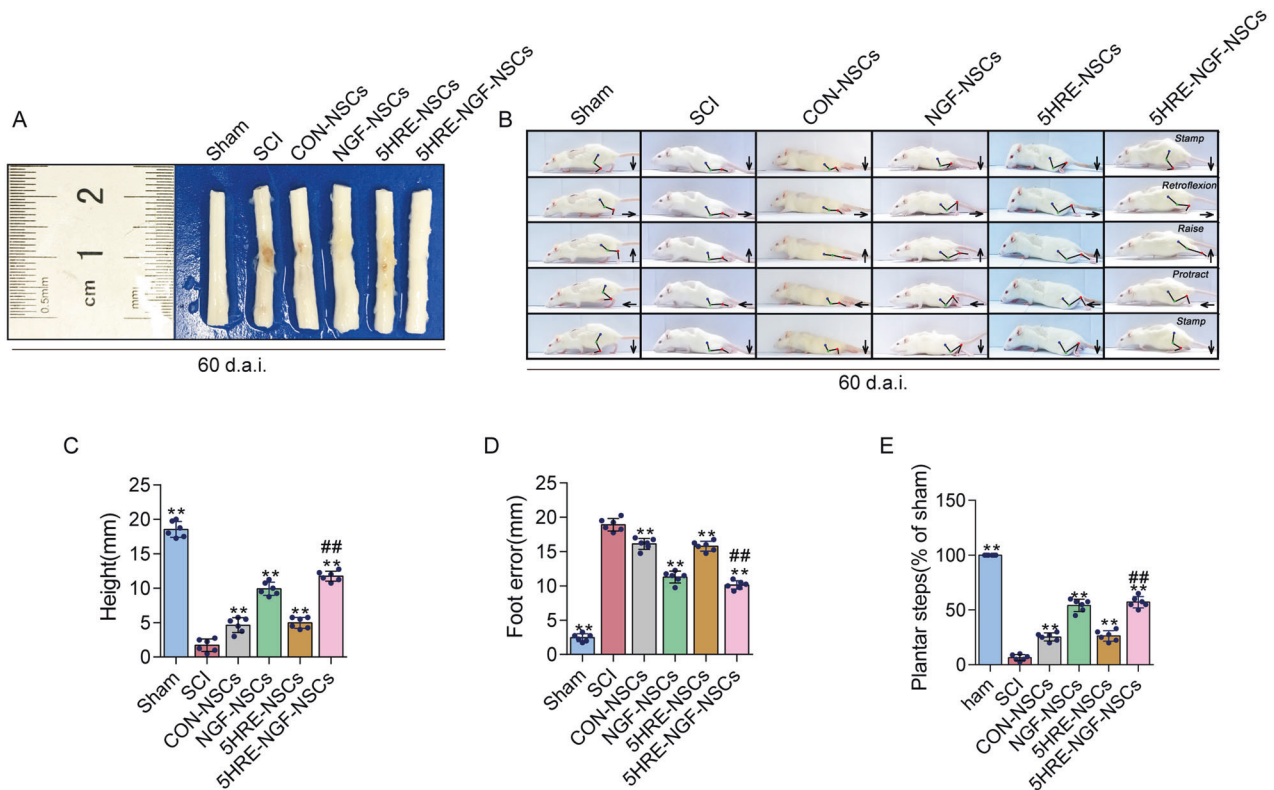 A
Sham
SCI
CON-NSCs
NGF-NSCs
5HRE-NSCs
5HRE-NGF-NSCs
2
1
cm
0.5mm
mm
60 d.a.i.
B
Sham
SCI
CON-NSCs
NGF-NSCs
5HRE-NSCs
5HRE-NGF-NSCs
Stamp
Retroflexion
Raise
Protract
Stamp
60 d.a.i.
C
Height(mm)
25
20
15
10
5
0
**
**
**
**
##
**
Sham
SCI
CON-NSCs
NGF-NSCs
5HRE-NSCs
5HRE-NGF-NSCs
D
Foot error(mm)
25
20
15
10
5
0
**
**
**
**
##
**
Sham
SCI
CON-NSCs
NGF-NSCs
5HRE-NSCs
5HRE-NGF-NSCs
E
Plantar steps(% of sham)
150
100
50
0
**
**
**
**
##
**
ham
SCI
CON-NSCs
NGF-NSCs
5HRE-NSCs
5HRE-NGF-NSCs